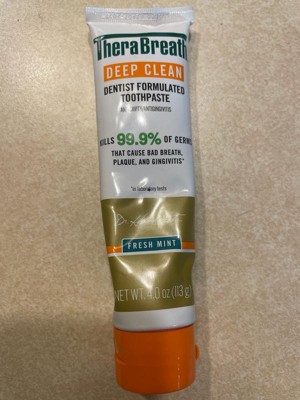 TheraBreath
DEEP CLEAN
DENTIST FORMULATED
TOOTHPASTE
KILLS 99.9% OF GERMS
THAT CAUSE BAD BREATH,
PLAQUE, AND GINGIVITIS*
*in laboratory tests
FRESH MINT
NET WT. 4.0 oz (113 g)